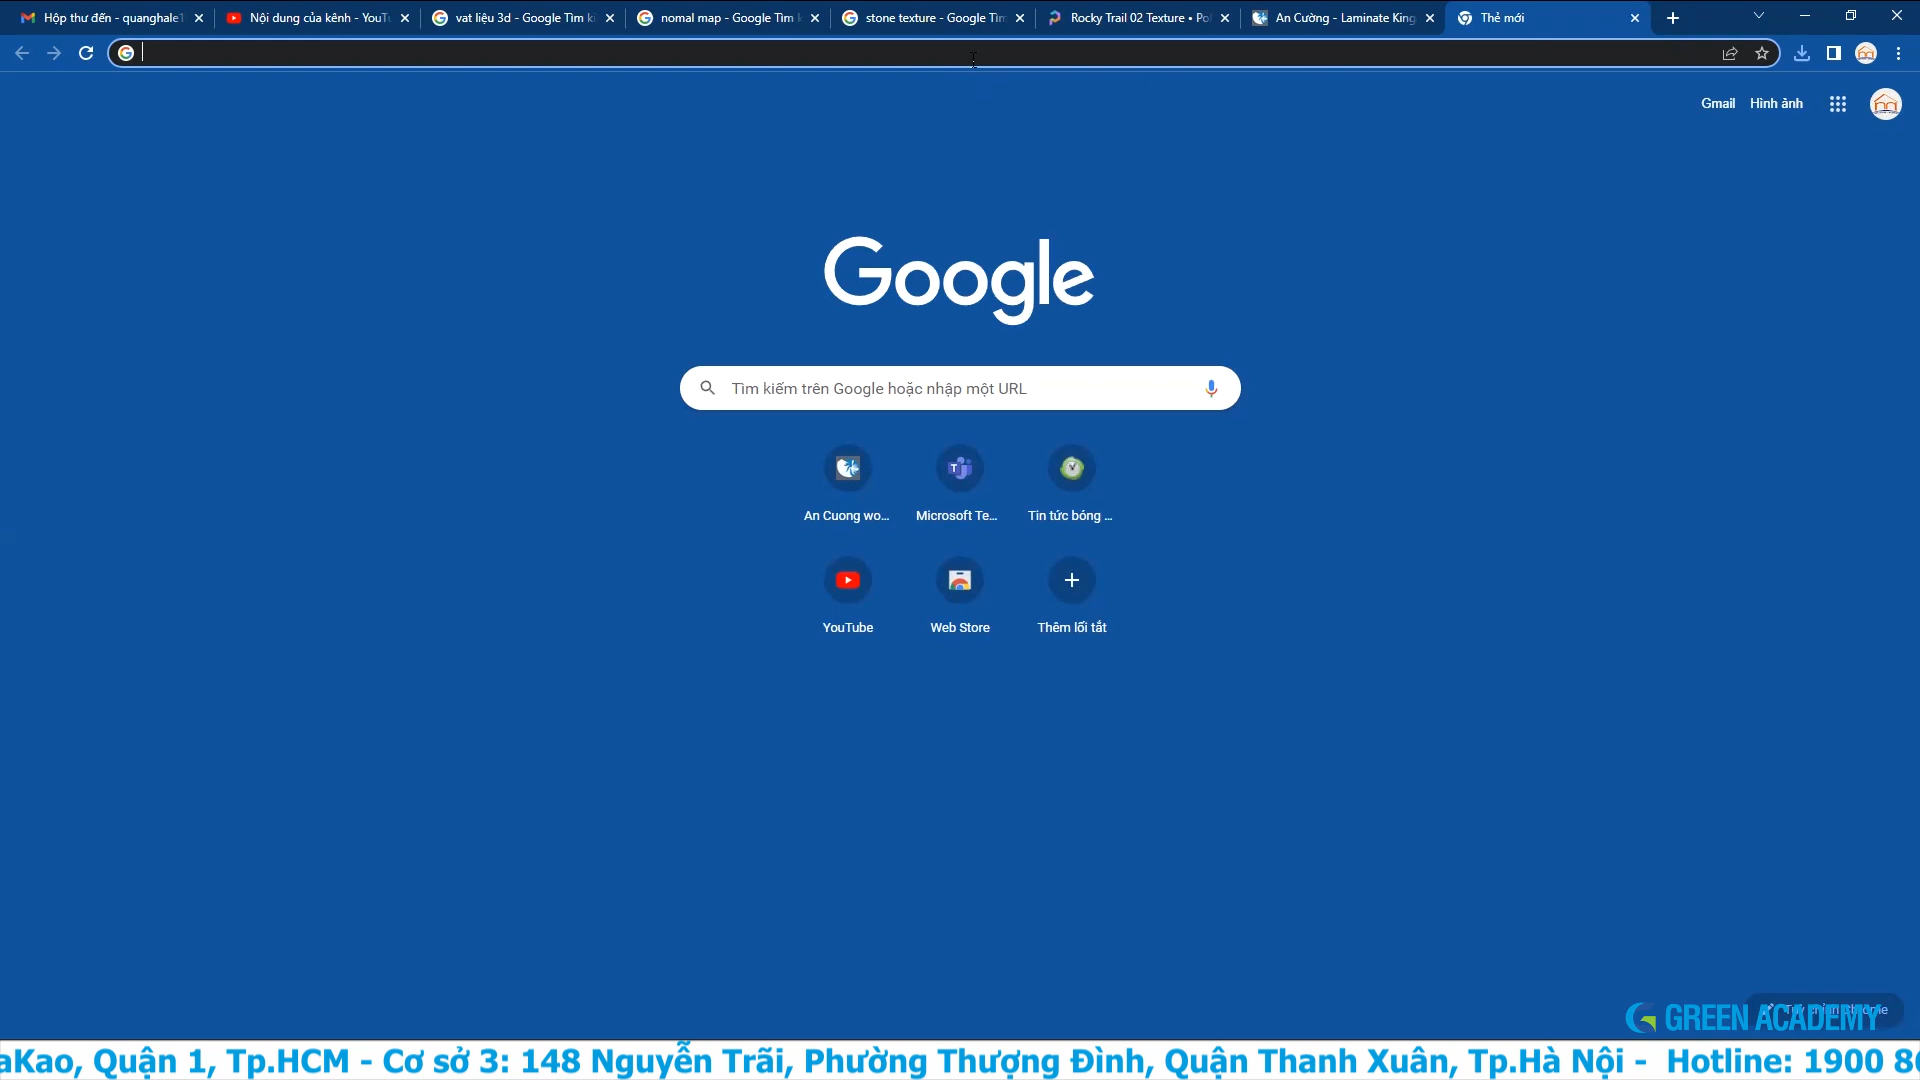 Hộp thư đến - quanghale1
Nội dung của kênh - YouT
vat liệu 3d - Google Tìm ki
nomal map - Google Tìm k
stone texture - Google Tìm
Rocky Trail 02 Texture • Po
An Cường - Laminate King
Thẻ mới
Gmail Hình ảnh
Google
Tìm kiếm trên Google hoặc nhập một URL
An Cuong wo...
Microsoft Te...
Tin tức bóng ...
YouTube
Web Store
Thêm lối tắt
GREEN ACADEMY
aKao, Quận 1, Tp.HCM - Cơ sở 3: 148 Nguyễn Trãi, Phường Thượng Đình, Quận Thanh Xuân, Tp.Hà Nội - Hotline: 1900 8